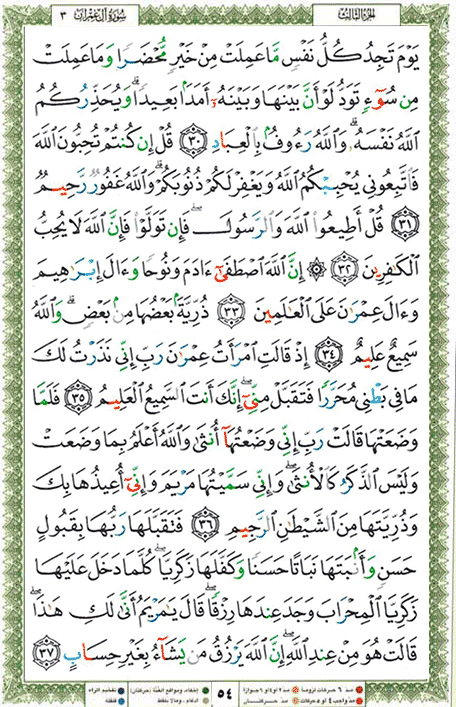 سُورَةُ آلِ عِمْرَانَ ٣ الجزء الثالث
يَوْمَ تَجِدُ كُلُّ نَفْسٍ مَّا عَمِلَتْ مِنْ خَيْرٍ مُّحْضَرًا وَمَا عَمِلَتْ
مِن سُوٓءٍ تَوَدُّ لَوْ أَنَّ بَيْنَهَا وَبَيْنَهُۥٓ أَمَدًۢا بَعِيدًا ۗ وَيُحَذِّرُكُمُ
ٱللَّهُ نَفْسَهُۥ ۗ وَٱللَّهُ رَءُوفٌۢ بِٱلْعِبَادِ ٣٠ قُلْ إِن كُنتُمْ تُحِبُّونَ ٱللَّهَ
فَٱتَّبِعُونِى يُحْبِبْكُمُ ٱللَّهُ وَيَغْفِرْ لَكُمْ ذُنُوبَكُمْ ۗ وَٱللَّهُ غَفُورٌ رَّحِيمٌ
٣١ قُلْ أَطِيعُوا۟ ٱللَّهَ وَٱلرَّسُولَ ۖ فَإِن تَوَلَّوْا۟ فَإِنَّ ٱللَّهَ لَا يُحِبُّ
ٱلْكَٰفِرِينَ ٣٢ ۞ إِنَّ ٱللَّهَ ٱصْطَفَىٰٓ ءَادَمَ وَنُوحًا وَءَالَ إِبْرَٰهِيمَ
وَءَالَ عِمْرَٰنَ عَلَى ٱلْعَٰلَمِينَ ٣٣ ذُرِّيَّةًۢ بَعْضُهَا مِنۢ بَعْضٍ ۗ وَٱللَّهُ
سَمِيعٌ عَلِيمٌ ٣٤ إِذْ قَالَتِ ٱمْرَأَتُ عِمْرَٰنَ رَبِّ إِنِّى نَذَرْتُ لَكَ
مَا فِى بَطْنِى مُحَرَّرًا فَتَقَبَّلْ مِنِّىٓ ۖ إِنَّكَ أَنتَ ٱلسَّمِيعُ ٱلْعَلِيمُ ٣٥ فَلَمَّا
وَضَعَتْهَا قَالَتْ رَبِّ إِنِّى وَضَعْتُهَآ أُنثَىٰ وَٱللَّهُ أَعْلَمُ بِمَا وَضَعَتْ
وَلَيْسَ ٱلذَّكَرُ كَٱلْأُنثَىٰ ۖ وَإِنِّى سَمَّيْتُهَا مَرْيَمَ وَإِنِّىٓ أُعِيذُهَا بِكَ
وَذُرِّيَّتَهَا مِنَ ٱلشَّيْطَٰنِ ٱلرَّجِيمِ ٣٦ فَتَقَبَّلَهَا رَبُّهَا بِقَبُولٍ
حَسَنٍ وَأَنۢبَتَهَا نَبَاتًا حَسَنًا وَكَفَّلَهَا زَكَرِيَّا ۖ كُلَّمَا دَخَلَ عَلَيْهَا
زَكَرِيَّا ٱلْمِحْرَابَ وَجَدَ عِندَهَا رِزْقًا ۖ قَالَ يَٰمَرْيَمُ أَنَّىٰ لَكِ هَٰذَا ۖ
قَالَتْ هُوَ مِنْ عِندِ ٱللَّهِ ۖ إِنَّ ٱللَّهَ يَرْزُقُ مَن يَشَآءُ بِغَيْرِ حِسَابٍ ٣٧
مدّ ٦ حركات لزوماً مدّ ٢ أو ٤ أو ٦ جوازاً ٥٤ إخفاء، ومواقع الغنّة (حركتان) تفخيم الراء
مدّ واجب ٤ أو ٥ حركات مدّ حركتان إدغام، وما لا يلفظ قلقلة